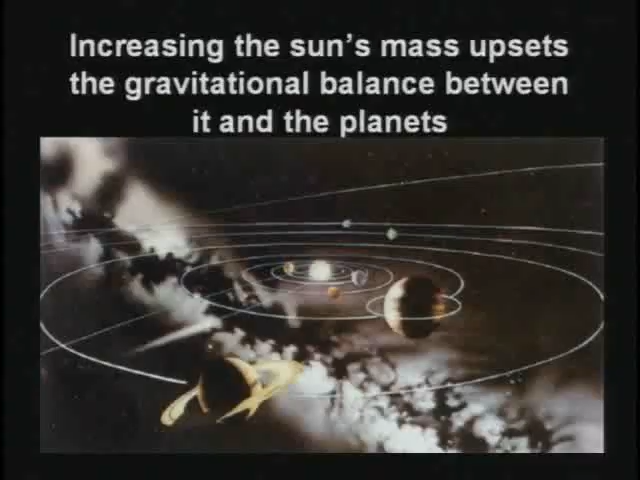 Increasing the sun's mass upsets
the gravitational balance between
it and the planets